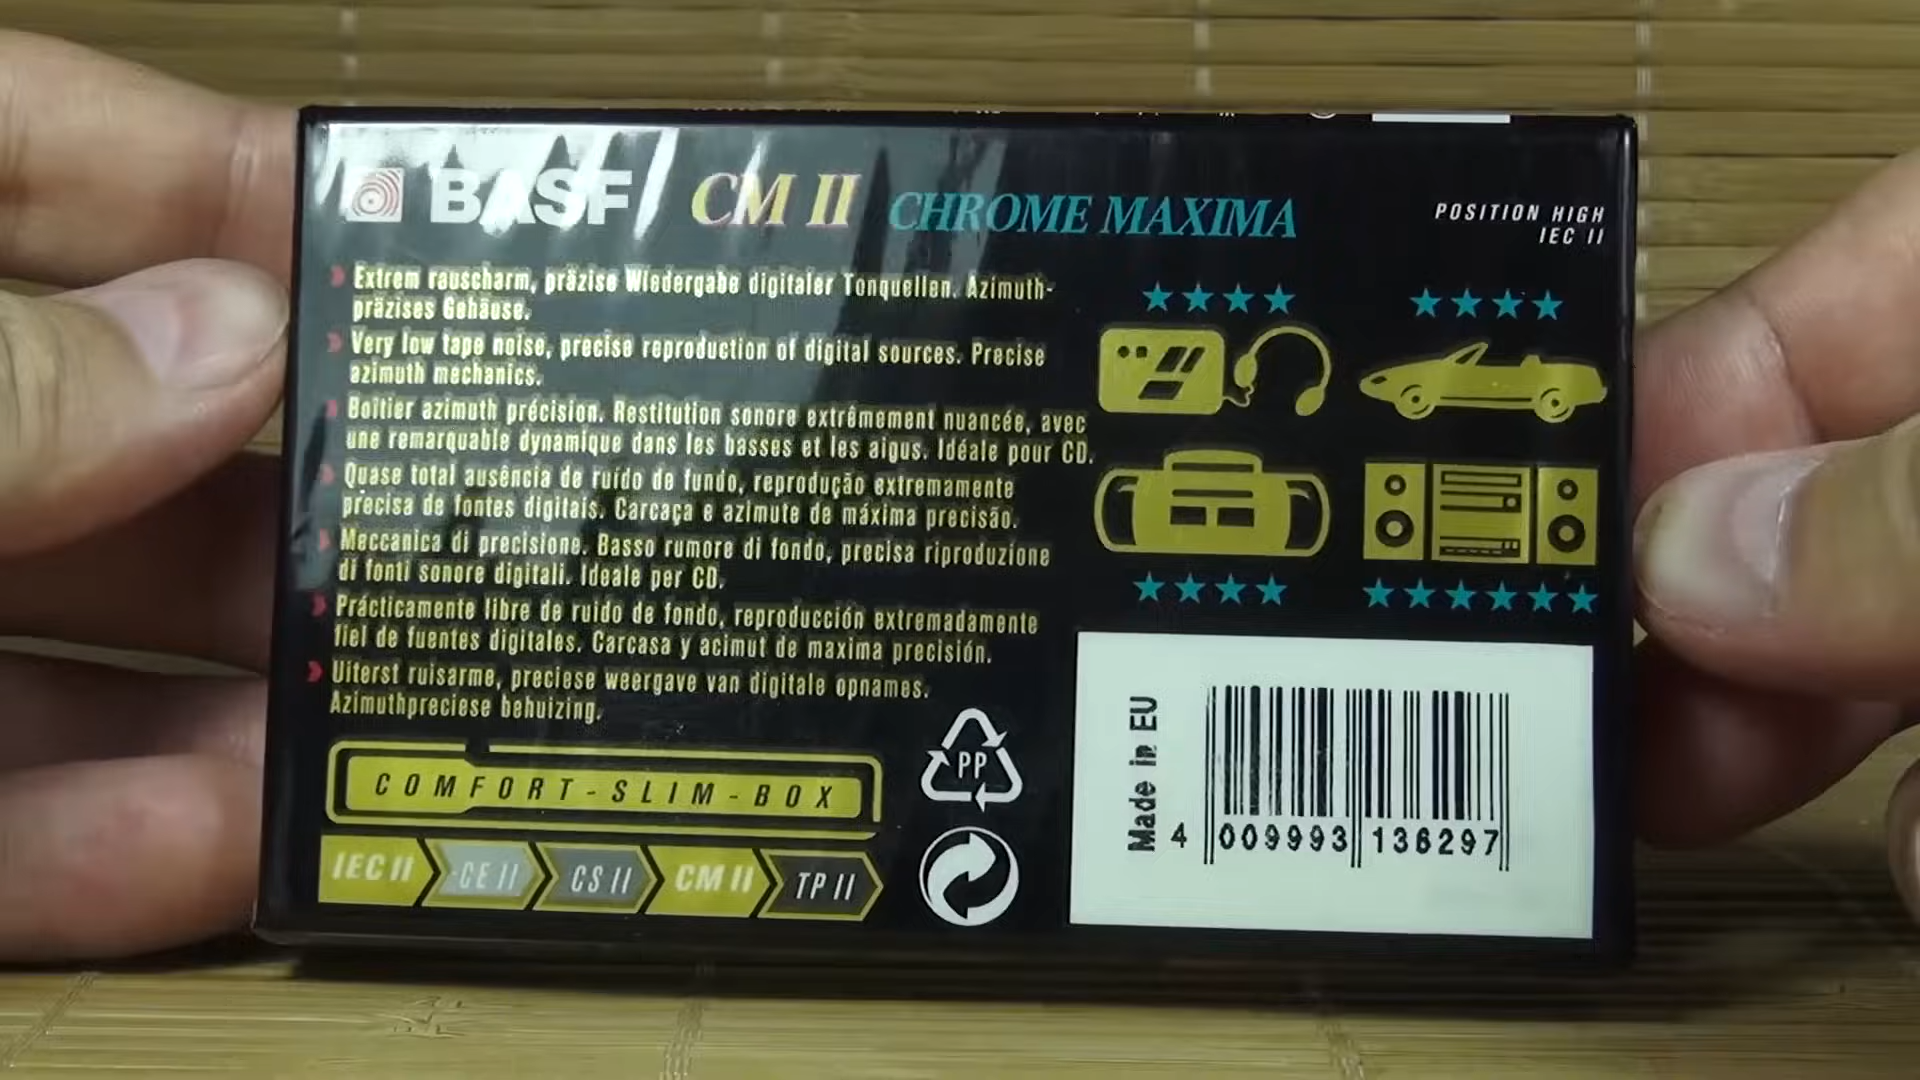 BASF CM II CHROME MAXIMA
POSITION HIGH
IEC II
Extrem rauscharm, präzise Wiedergabe digitaler Tonquellen. Azimuth-
präzises Gehäuse.
Very low tape noise, precise reproduction of digital sources. Precise
azimuth mechanics.
Boîtier azimuth précision. Restitution sonore extrêmement nuancée, avec
une remarquable dynamique dans les basses et les aigus. Idéale pour CD.
Quase total ausência de ruído de fundo, reprodução extremamente
precisa de fontes digitais. Carcaça e azimute de máxima precisão.
Meccanica di precisione. Basso rumore di fondo, precisa riproduzione
di fonti sonore digitali. Ideale per CD.
Prácticamente libre de ruido de fondo, reproducción extremadamente
fiel de fuentes digitales. Carcasa y acimut de maxima precisión.
Uiterst ruisarme, preciese weergave van digitale opnames.
Azimuthpreciese behuizing.
COMFORT-SLIM-BOX
IEC II CE II CS II CM II TP II
PP
Made in EU
4 009993 136297